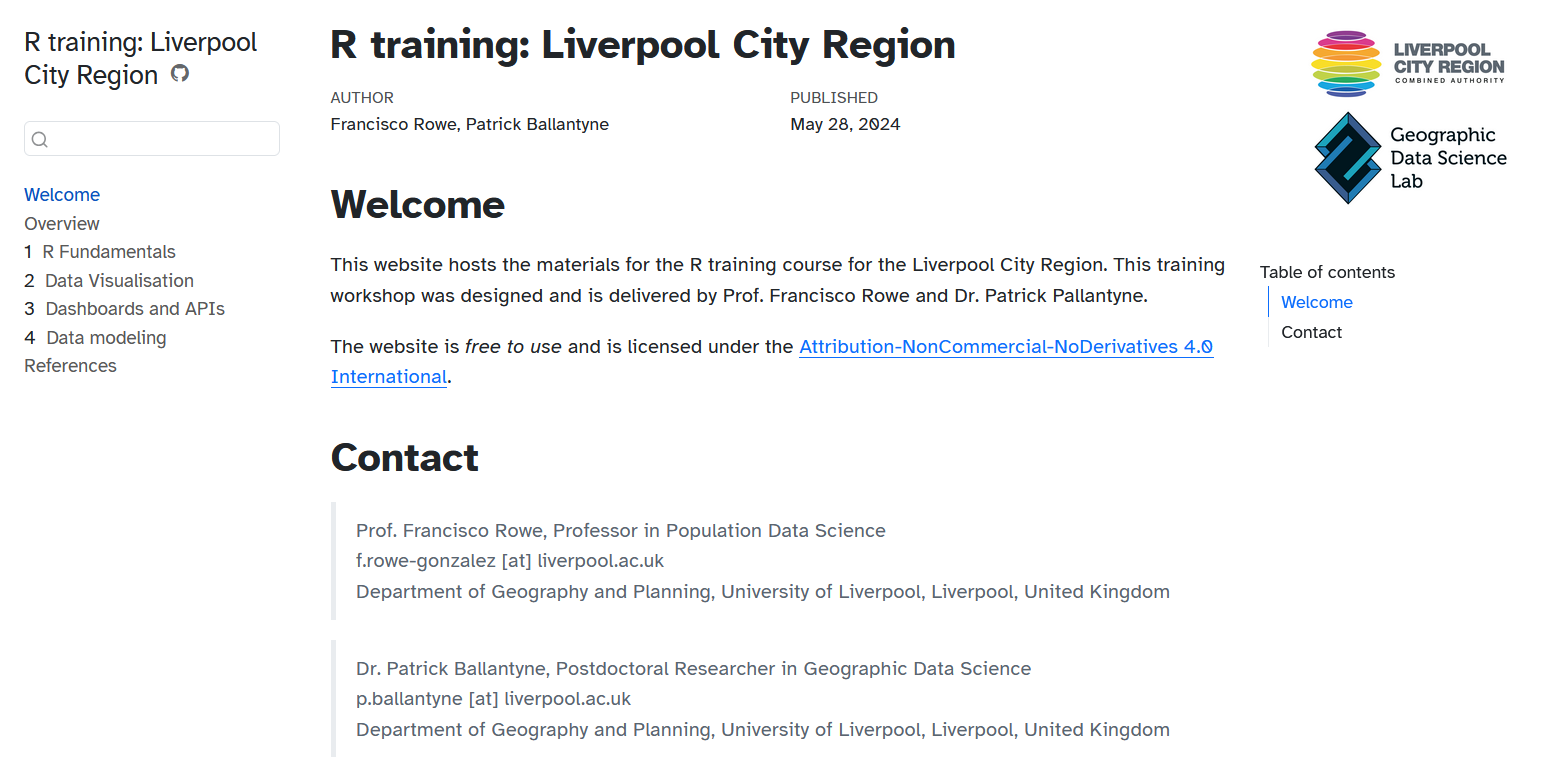 R training: Liverpool
City Region
Welcome
Overview
1 R Fundamentals
2 Data Visualisation
3 Dashboards and APIs
4 Data modeling
References
R training: Liverpool City Region
AUTHOR
Francisco Rowe, Patrick Ballantyne
PUBLISHED
May 28, 2024
Welcome
This website hosts the materials for the R training course for the Liverpool City Region. This training
workshop was designed and is delivered by Prof. Francisco Rowe and Dr. Patrick Pallantyne.
The website is free to use and is licensed under the Attribution-NonCommercial-NoDerivatives 4.0
International.
Contact
Prof. Francisco Rowe, Professor in Population Data Science
f.rowe-gonzalez [at] liverpool.ac.uk
Department of Geography and Planning, University of Liverpool, Liverpool, United Kingdom
Dr. Patrick Ballantyne, Postdoctoral Researcher in Geographic Data Science
p.ballantyne [at] liverpool.ac.uk
Department of Geography and Planning, University of Liverpool, Liverpool, United Kingdom
LIVERPOOL
CITY REGION
COMBINED AUTHORITY
Geographic
Data Science
Lab
Table of contents
Welcome
Contact